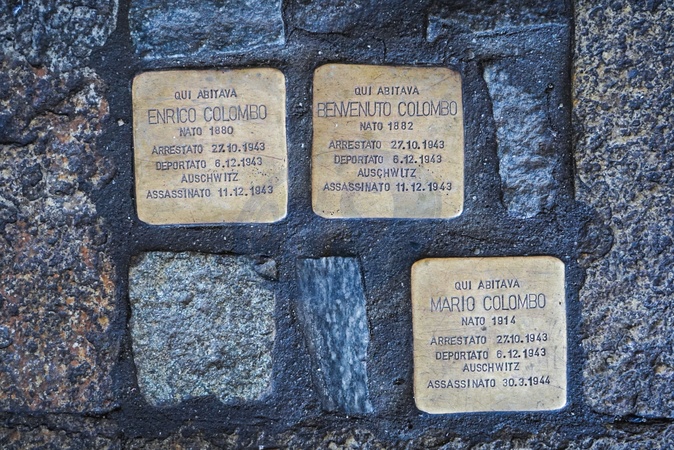 QUI ABITAVA
ENRICO COLOMBO
NATO 1880
ARRESTATO 27.10.1943
DEPORTATO 6.12.1943
AUSCHWITZ
ASSASSINATO 11.12.1943
QUI ABITAVA
BENVENUTO COLOMBO
NATO 1882
ARRESTATO 27.10.1943
DEPORTATO 6.12.1943
AUSCHWITZ
ASSASSINATO 11.12.1943
QUI ABITAVA
MARIO COLOMBO
NATO 1914
ARRESTATO 27.10.1943
DEPORTATO 6.12.1943
AUSCHWITZ
ASSASSINATO 30.3.1944